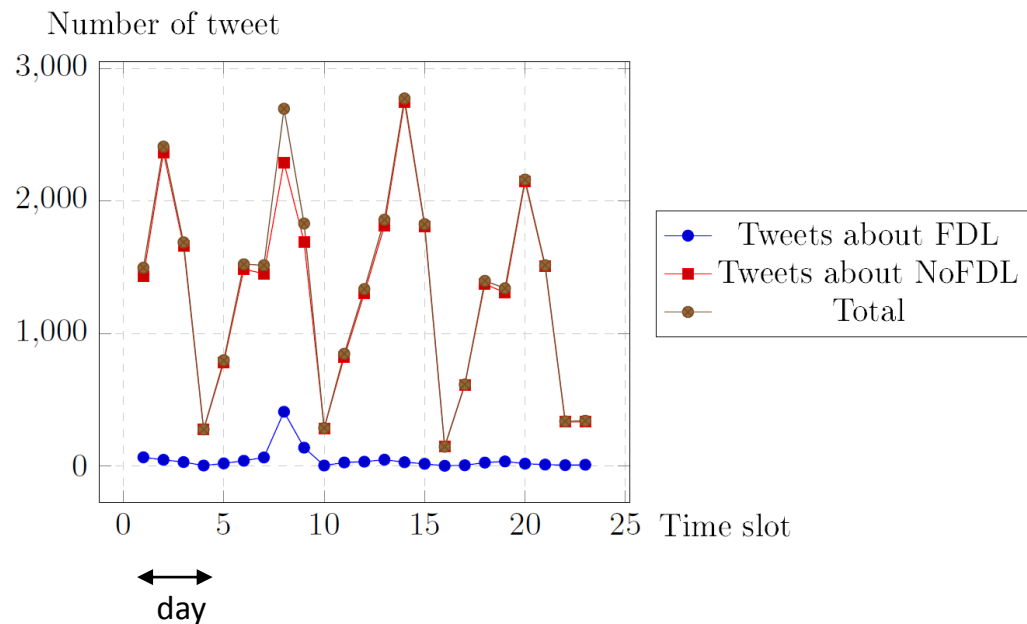 Number of tweet
3,000
2,000
1,000
0
0 5 10 15 20 25
Time slot
day
Tweets about FDL
Tweets about NoFDL
Total